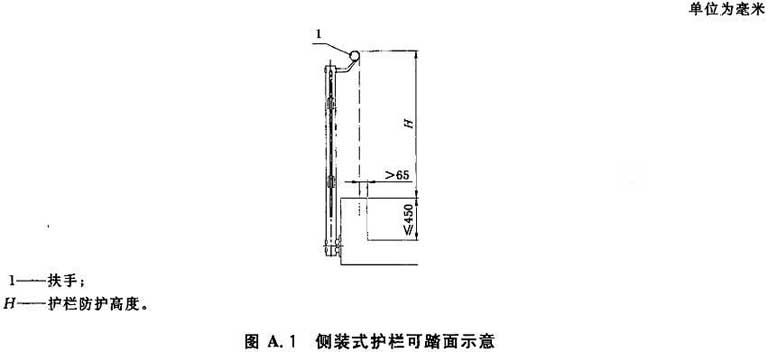 单位为毫米
1
H
>65
≤450
1——扶手；
H——护栏防护高度。
图 A.1 侧装式护栏可踏面示意